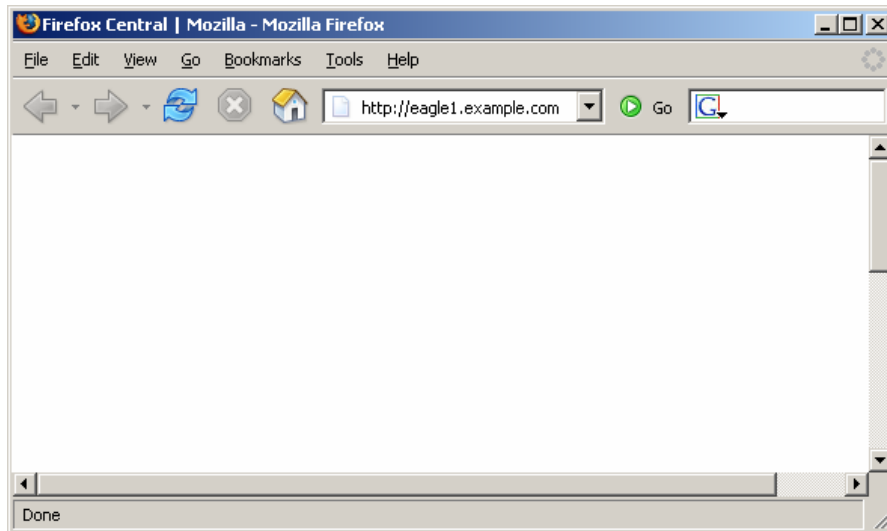 Firefox Central | Mozilla - Mozilla Firefox
File Edit View Go Bookmarks Tools Help
http://eagle1.example.com Go G
Done